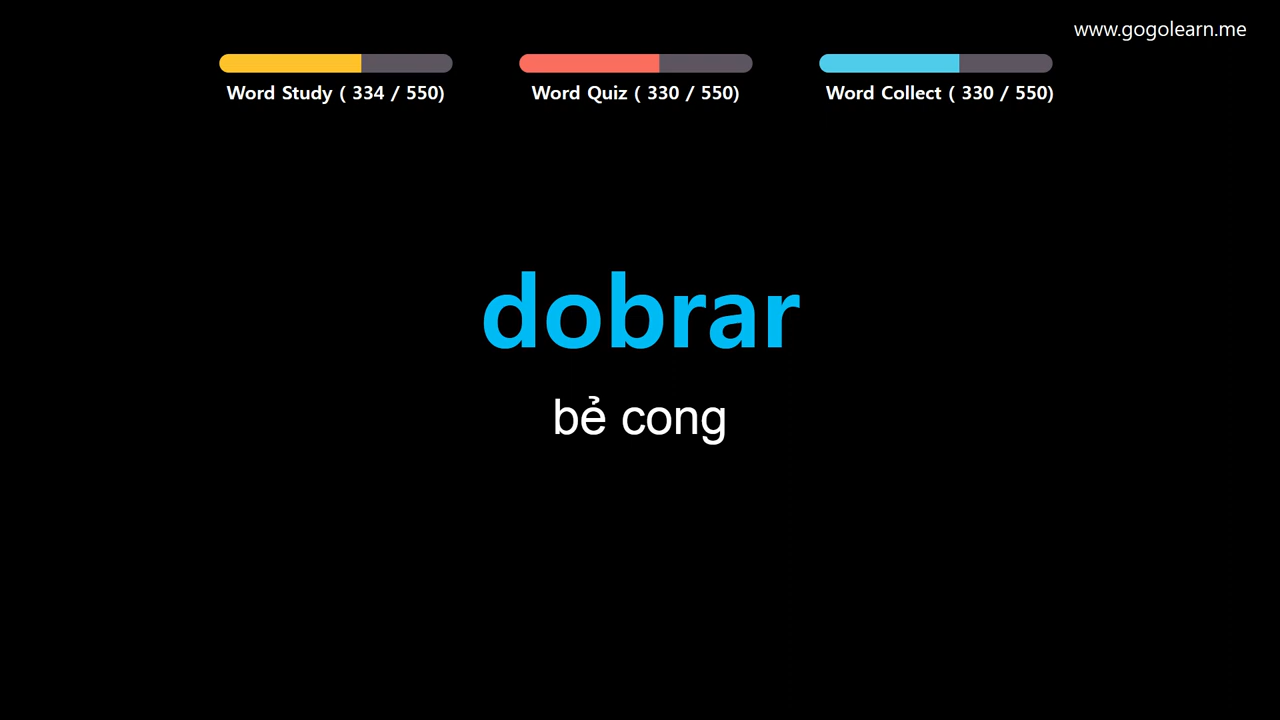 www.gogolearn.me
Word Study ( 334 / 550)
Word Quiz ( 330 / 550)
Word Collect ( 330 / 550)
dobrar
bẻ cong